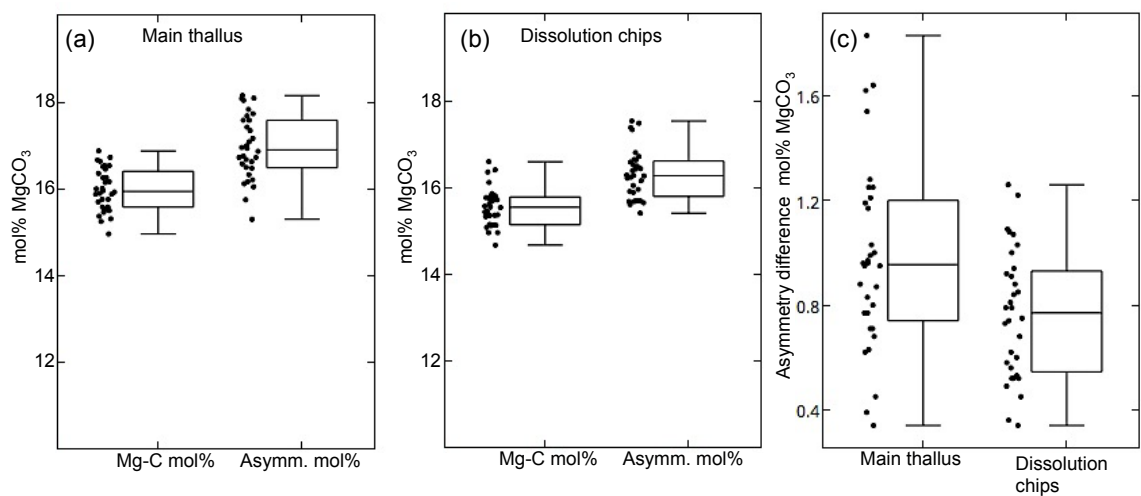 (a) Main thallus
mol% MgCO3
18
16
14
12
Mg-C mol% Asymm. mol%
(b) Dissolution chips
mol% MgCO3
18
16
14
12
Mg-C mol% Asymm. mol%
(c)
Asymmetry difference mol% MgCO3
1.6
1.2
0.8
0.4
Main thallus
Dissolution
chips